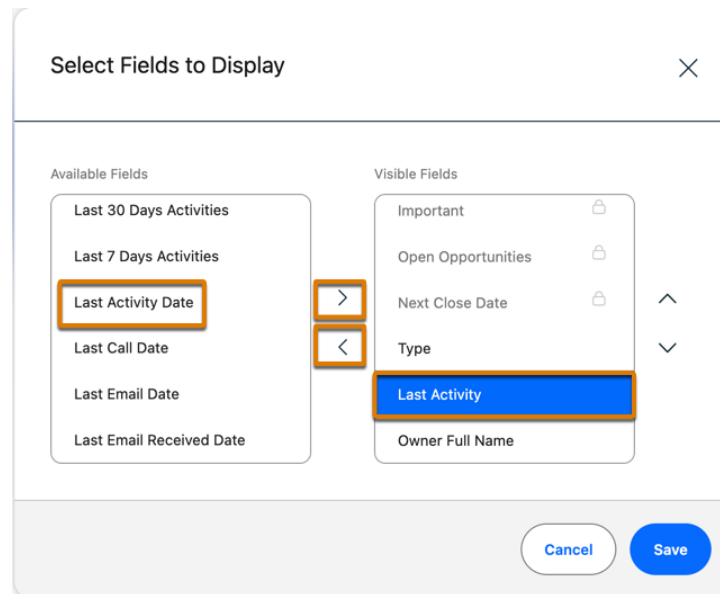 Select Fields to Display
Available Fields
Visible Fields
Last 30 Days Activities
Last 7 Days Activities
Last Activity Date
Last Call Date
Last Email Date
Last Email Received Date
Important
Open Opportunities
Next Close Date
Type
Last Activity
Owner Full Name
Cancel
Save